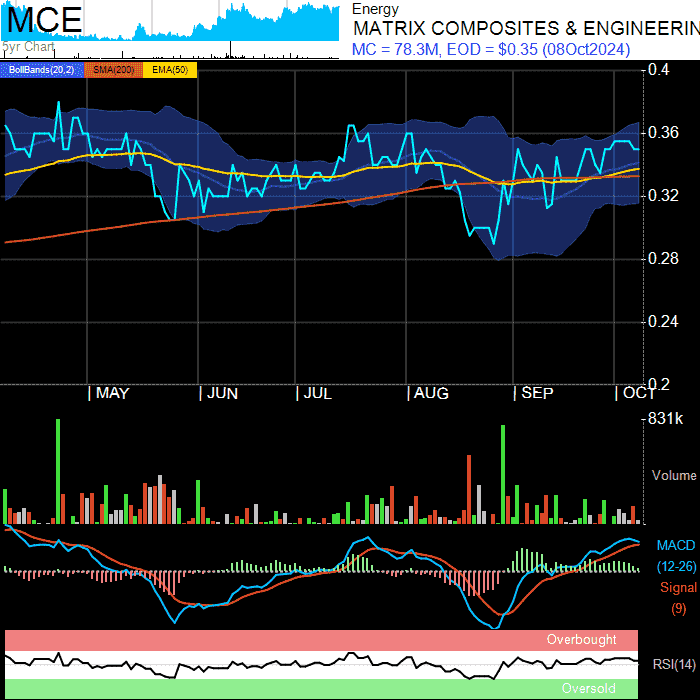 MCE
5yr Chart
Energy
MATRIX COMPOSITES & ENGINEERIN
MC = 78.3M, EOD = $0.35 (08Oct2024)
BollBands(20,2) SMA(200) EMA(50)
0.4
0.36
0.32
0.28
0.24
0.2
MAY JUN JUL AUG SEP OCT
831k
Volume
MACD
(12-26)
Signal
(9)
Overbought
RSI(14)
Oversold